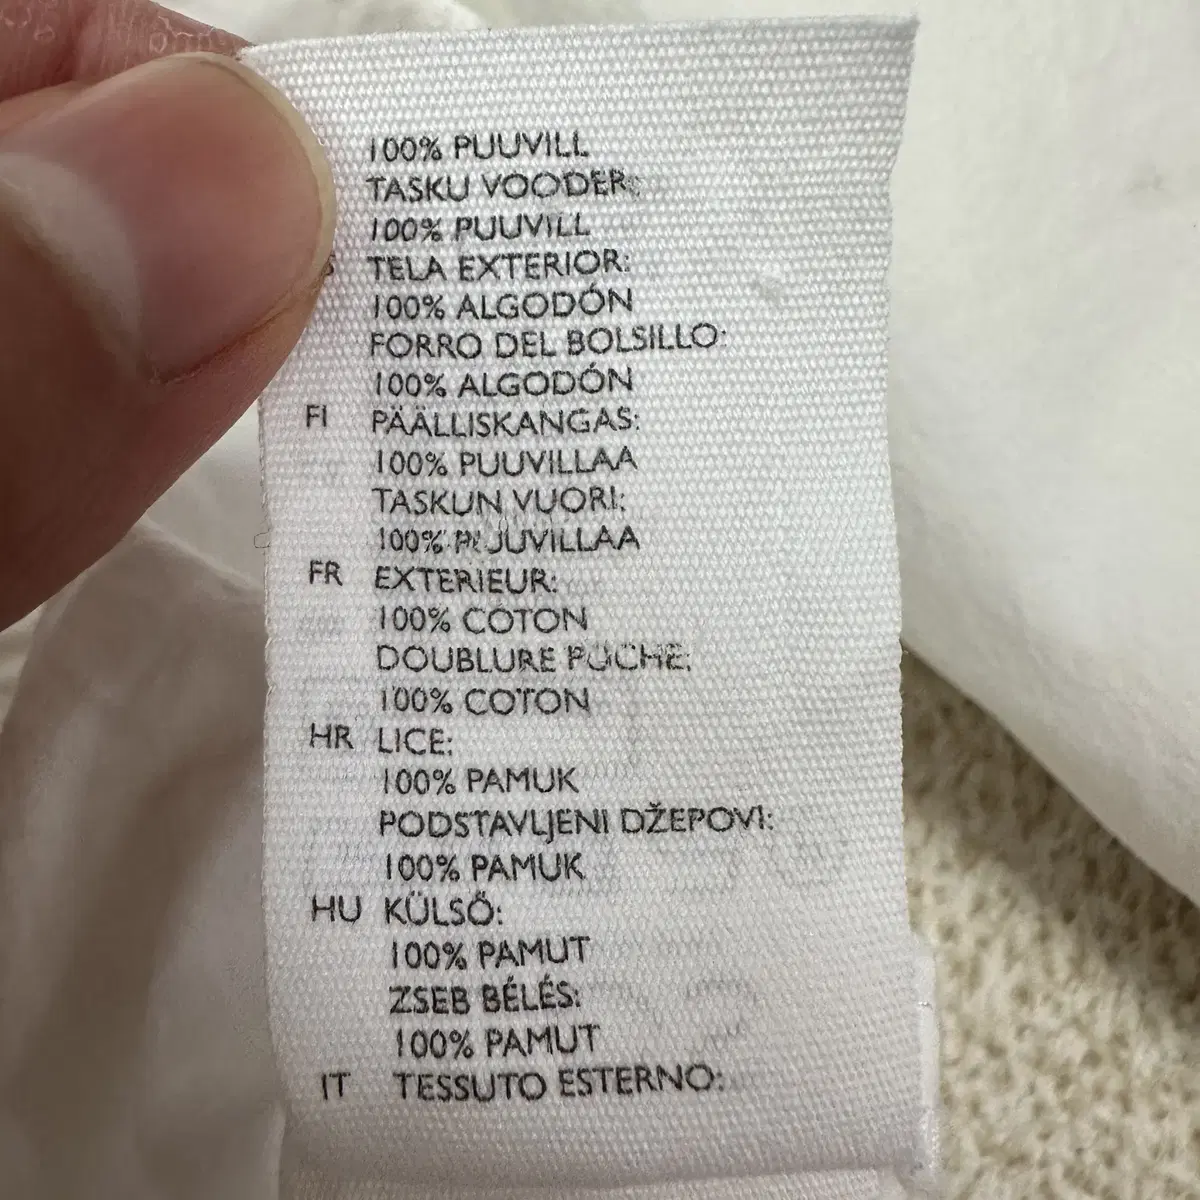 100% PUUVILL
TASKU VOODER:
100% PUUVILL
S TELA EXTERIOR:
100% ALGODÓN
FORRO DEL BOLSILLO:
100% ALGODÓN
FI PÄÄLLISKANGAS:
100% PUUVILLAA
TASKUN VUORI:
100% PUUVILLAA
FR EXTERIEUR:
100% COTON
DOUBLURE POCHE:
100% COTON
HR LICE:
100% PAMUK
PODSTAVLJENI DŽEPOVI:
100% PAMUK
HU KÜLSŐ:
100% PAMUT
ZSEB BÉLÉS:
100% PAMUT
IT TESSUTO ESTERNO: